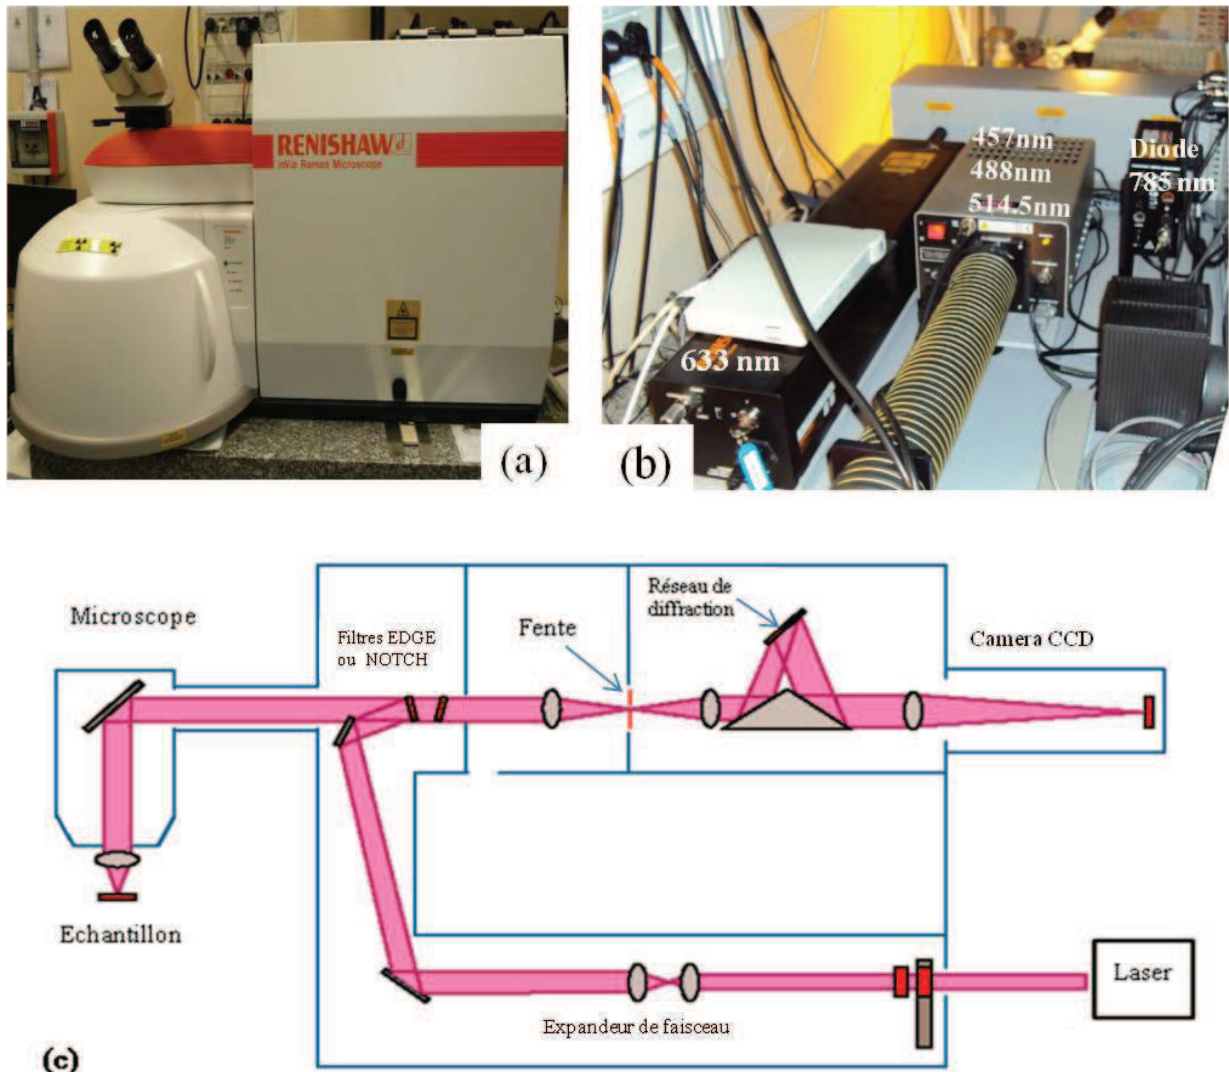 RENISHAW
inVia Raman Microscope
(a)
457nm
488nm
514.5nm
Diode
785 nm
633 nm
(b)
Microscope
Filtres EDGE
ou NOTCH
Fente
Réseau de
diffraction
Camera CCD
Echantillon
Expandeur de faisceau
Laser
(c)